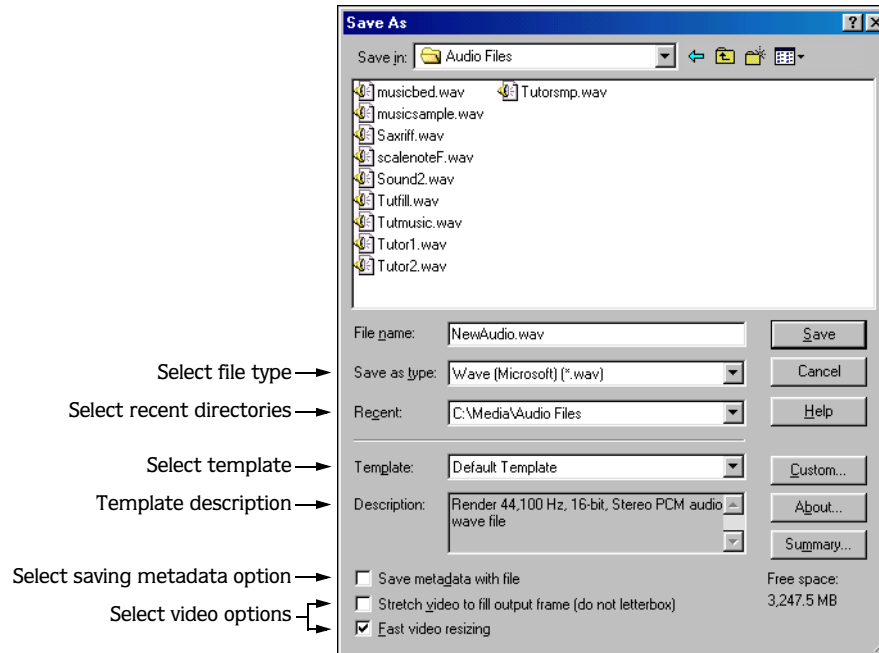 Save As
Save in: Audio Files
musicbed.wav Tutorsmp.wav
musicsample.wav
Saxriff.wav
scalenoteF.wav
Sound2.wav
Tutfill.wav
Tutmusic.wav
Tutor1.wav
Tutor2.wav
File name: NewAudio.wav Save
Select file type Save as type: Wave (Microsoft) (*.wav) Cancel
Select recent directories Recent: C:\Media\Audio Files Help
Select template Template: Default Template Custom...
Template description Description: Render 44,100 Hz, 16-bit, Stereo PCM audio About...
wave file
Summary...
Select saving metadata option Save metadata with file Free space:
Select video options Stretch video to fill output frame (do not letterbox) 3,247.5 MB
Fast video resizing